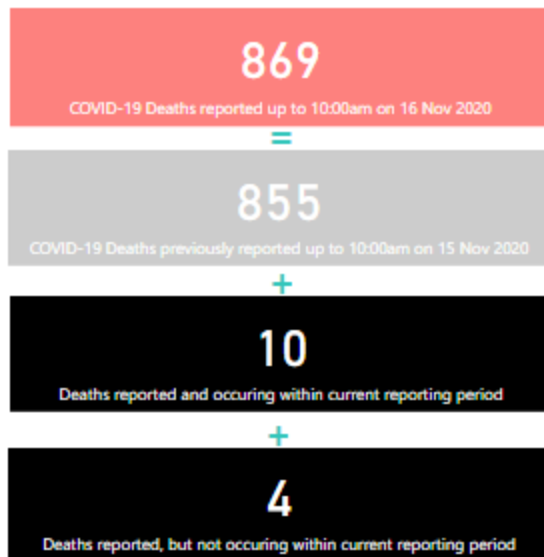 869
COVID-19 Deaths reported up to 10:00am on 16 Nov 2020
=
855
COVID-19 Deaths previously reported up to 10:00am on 15 Nov 2020
+
10
Deaths reported and occuring within current reporting period
+
4
Deaths reported, but not occuring within current reporting period